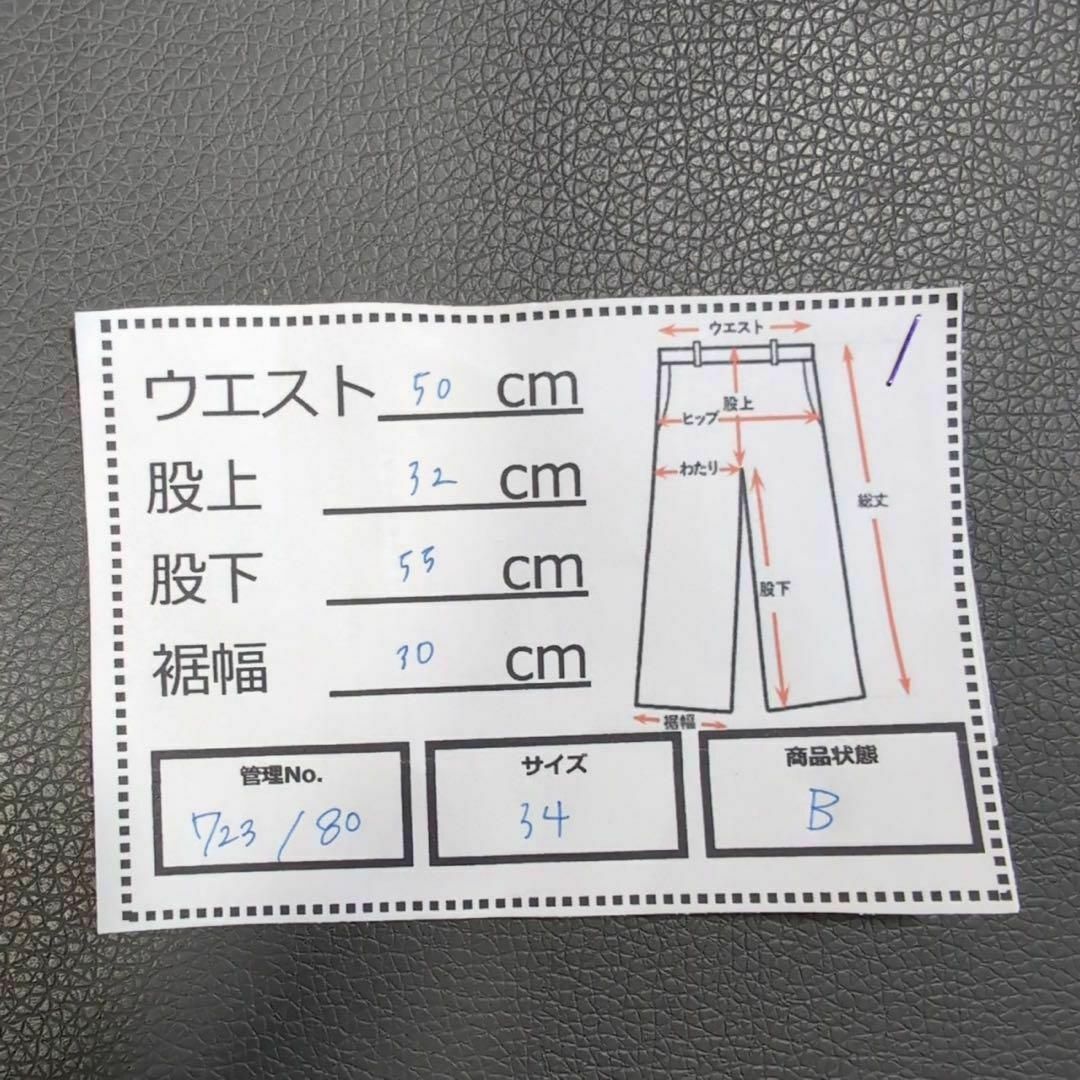 ウエスト 50 cm
股上 32 cm
股下 55 cm
裾幅 30 cm
ウエスト
股上
ヒップ
わたり
総丈
股下
裾幅
管理No.
723/80
サイズ
34
商品状態
B